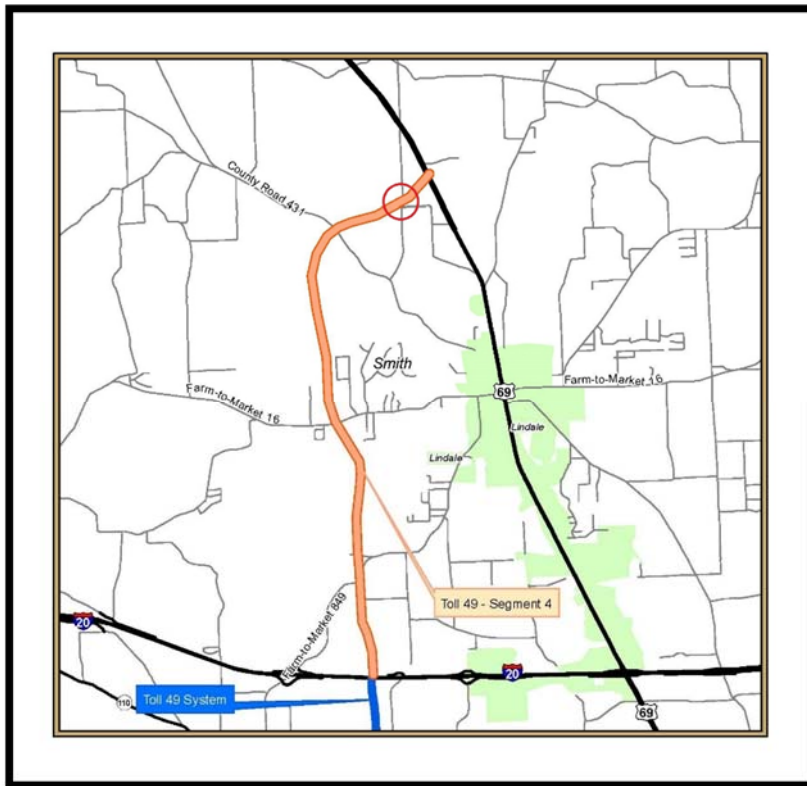 County Road 431
Smith
Farm-to-Market 16
69
Farm-to-Market 16
Lindale
Lindale
Toll 49 - Segment 4
Farm-to-Market 849
20
20
110
Toll 49 System
69